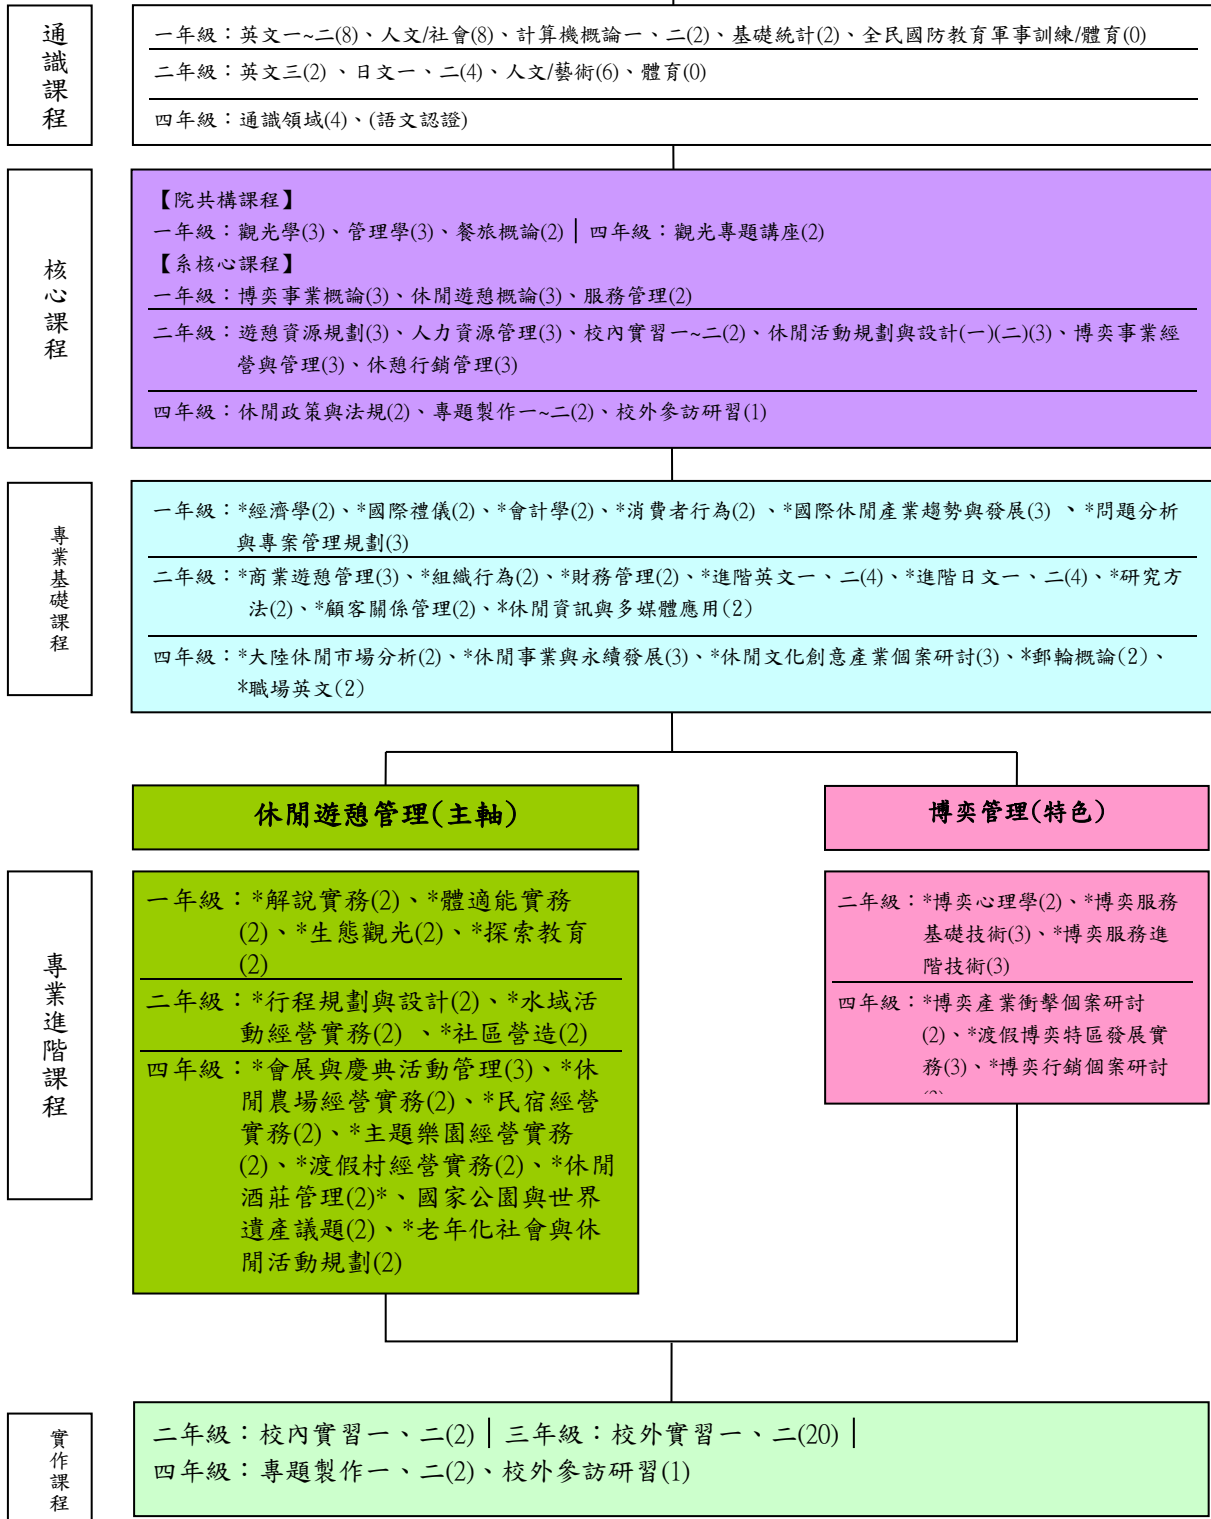 通識課程
一年級：英文一~二(8)、人文/社會(8)、計算機概論一、二(2)、基礎統計(2)、全民國防教育軍事訓練/體育(0)
二年級：英文三(2) 、日文一、二(4)、人文/藝術(6)、體育(0)
四年級：通識領域(4)、(語文認證)
核心課程
【院共構課程】
一年級：觀光學(3)、管理學(3)、餐旅概論(2)│四年級：觀光專題講座(2)
【系核心課程】
一年級：博奕事業概論(3)、休閒遊憩概論(3)、服務管理(2)
二年級：遊憩資源規劃(3)、人力資源管理(3)、校內實習一~二(2)、休閒活動規劃與設計(一)(二)(3)、博奕事業經
營與管理(3)、休憩行銷管理(3)
四年級：休閒政策與法規(2)、專題製作一~二(2)、校外參訪研習(1)
專業基礎課程
一年級：*經濟學(2)、*國際禮儀(2)、*會計學(2)、*消費者行為(2) 、*國際休閒產業趨勢與發展(3) 、*問題分析
與專案管理規劃(3)
二年級：*商業遊憩管理(3)、*組織行為(2)、*財務管理(2)、*進階英文一、二(4)、*進階日文一、二(4)、*研究方
法(2)、*顧客關係管理(2)、*休閒資訊與多媒體應用(2)
四年級：*大陸休閒市場分析(2)、*休閒事業與永續發展(3)、*休閒文化創意產業個案研討(3)、*郵輪概論(2)、
*職場英文(2)
休閒遊憩管理(主軸)
博奕管理(特色)
專業進階課程
一年級：*解說實務(2)、*體適能實務
(2)、*生態觀光(2)、*探索教育
(2)
二年級：*行程規劃與設計(2)、*水域活
動經營實務(2) 、*社區營造(2)
四年級：*會展與慶典活動管理(3)、*休
閒農場經營實務(2)、*民宿經營
實務(2)、*主題樂園經營實務
(2)、*渡假村經營實務(2)、*休閒
酒莊管理(2)*、國家公園與世界
遺產議題(2)、*老年化社會與休
閒活動規劃(2)
二年級：*博奕心理學(2)、*博奕服務
基礎技術(3)、*博奕服務進
階技術(3)
四年級：*博奕產業衝擊個案研討
(2)、*渡假博奕特區發展實
務(3)、*博奕行銷個案研討
實作課程
二年級：校內實習一、二(2)│三年級：校外實習一、二(20)│
四年級：專題製作一、二(2)、校外參訪研習(1)